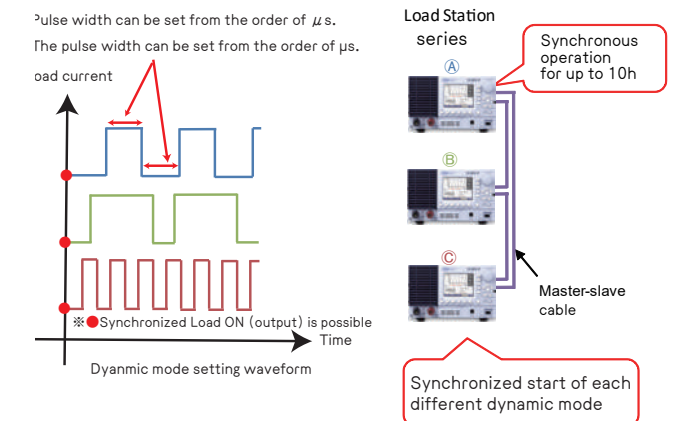 Pulse width can be set from the order of μs.
The pulse width can be set from the order of μs.
oad current
※●Synchronized Load ON (output) is possible
Time
Dyanmic mode setting waveform
Load Station
series
Ⓐ
Synchronous
operation
for up to 10h
Ⓑ
Ⓒ
Master-slave
cable
Synchronized start of each
different dynamic mode